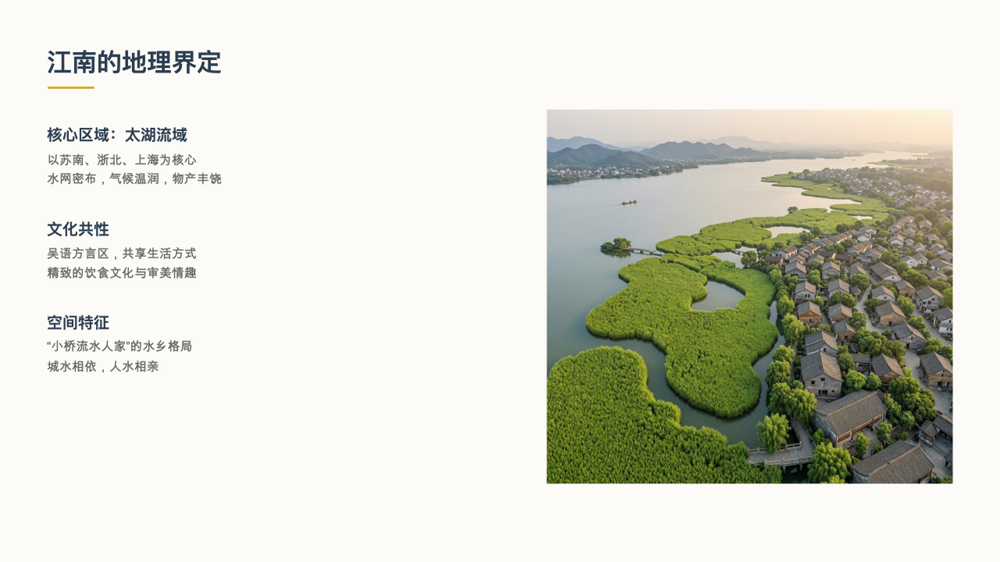 江南的地理界定
核心区域：太湖流域
以苏南、浙北、上海为核心
水网密布，气候温润，物产丰饶
文化共性
吴语方言区，共享生活方式
精致的饮食文化与审美情趣
空间特征
“小桥流水人家”的水乡格局
城水相依，人水相亲